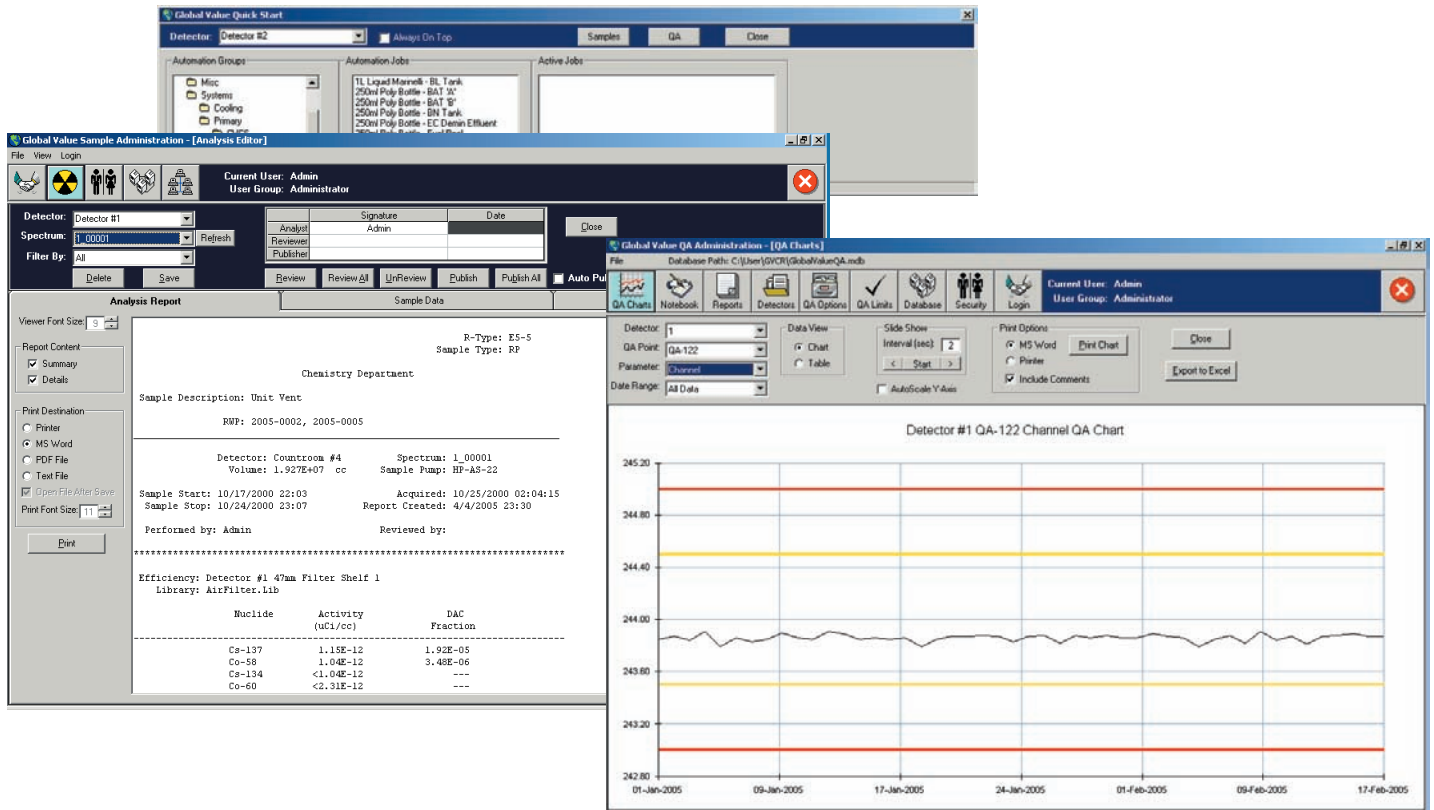 Global Value Quick Start
Detector: Detector #2 Always On Top Samples QA Close
Automation Groups Automation Jobs Active Jobs
Misc
Systems
Cooling
Primary
1L Liquid Marinelli - BL Tank
250ml Poly Bottle - BAT 'A'
250ml Poly Bottle - BAT 'B'
250ml Poly Bottle - BN Tank
250ml Poly Bottle - EC Demin Effluent
Global Value Sample Administration - [Analysis Editor]
File View Login
Current User: Admin
User Group: Administrator
Detector: Detector #1
Spectrum: 1_00001 Refresh
Filter By: All
Delete Save
Signature Date
Analyst Admin
Reviewer
Publisher
Close
Review Review All UnReview Publish Publish All Auto Pu
Analysis Report Sample Data
Viewer Font Size: 9
Report Content
Summary
Details
Print Destination
Printer
MS Word
PDF File
Text File
Open File After Save
Print Font Size: 11
Print
R-Type: E5-5
Sample Type: RP
Chemistry Department
Sample Description: Unit Vent
RWP: 2005-0002, 2005-0005
Detector: Countroom #4 Spectrum: 1_00001
Volume: 1.927E+07 cc Sample Pump: HP-AS-22
Sample Start: 10/17/2000 22:03 Acquired: 10/25/2000 02:04:15
Sample Stop: 10/24/2000 23:07 Report Created: 4/4/2005 23:30
Performed by: Admin Reviewed by:
*****************************************************************************
Efficiency: Detector #1 47mm Filter Shelf 1
Library: AirFilter.Lib
Nuclide Activity DAC
(uCi/cc) Fraction
Cs-137 1.15E-12 1.92E-05
Co-58 1.04E-12 3.48E-06
Cs-134 <1.04E-12 ---
Co-60 <2.31E-12 ---
Global Value QA Administration - [QA Charts]
File Database Path: C:\User\GVCR\GlobalValueQA.mdb
QA Charts Notebook Reports Detectors QA Options QA Limits Database Security Login
Current User: Admin
User Group: Administrator
Detector: 1
QA Point: QA-122
Parameter: Channel
Date Range: All Data
Data View
Chart
Table
Slide Show
Interval (sec): 2
< Start >
AutoScale Y-Axis
Print Options
MS Word Print Chart
Printer
Include Comments
Close
Export to Excel
Detector #1 QA-122 Channel QA Chart
245.20
244.80
244.40
244.00
243.60
243.20
242.80
01-Jan-2005 09-Jan-2005 17-Jan-2005 24-Jan-2005 01-Feb-2005 09-Feb-2005 17-Feb-2005